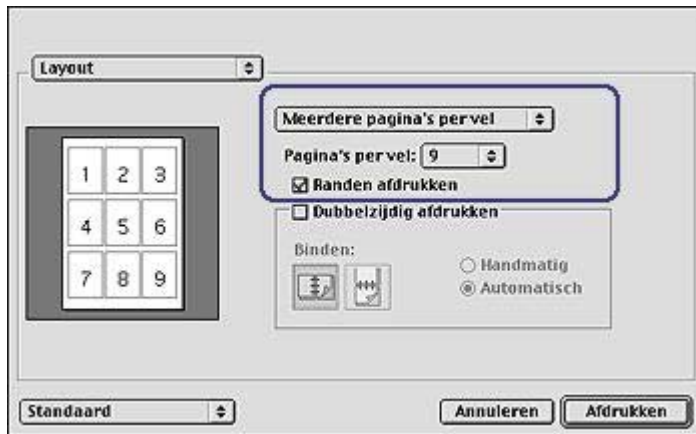 Layout
Meerdere pagina's per vel
Pagina's per vel: 9
Randen afdrukken
Dubbelzijdig afdrukken
Binden:
Handmatig
Automatisch
1 2 3
4 5 6
7 8 9
Standaard
Annuleren
Afdrukken